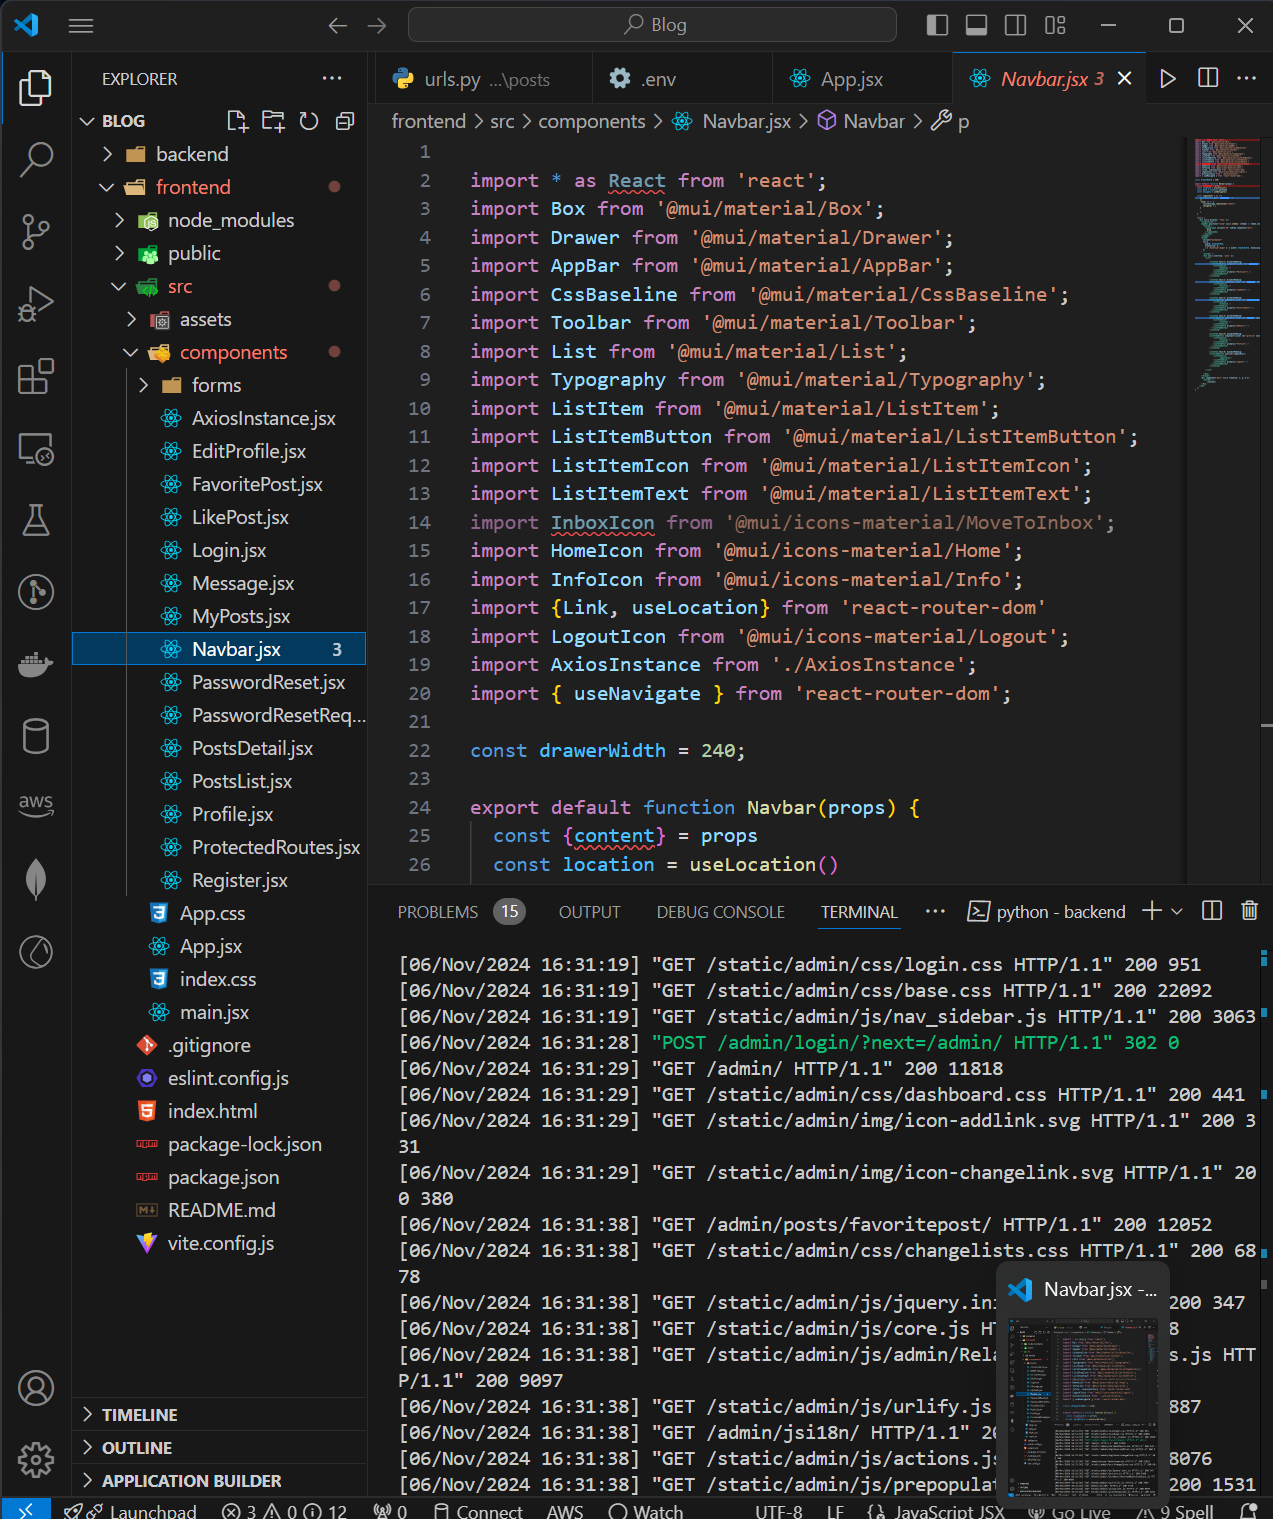 Blog
EXPLORER
urls.py ...\posts
.env
App.jsx
Navbar.jsx 3
BLOG
frontend > src > components > Navbar.jsx > Navbar > p
backend
frontend
node_modules
public
src
assets
components
forms
AxiosInstance.jsx
EditProfile.jsx
FavoritePost.jsx
LikePost.jsx
Login.jsx
Message.jsx
MyPosts.jsx
Navbar.jsx 3
PasswordReset.jsx
PasswordResetReq...
PostsDetail.jsx
PostsList.jsx
Profile.jsx
ProtectedRoutes.jsx
Register.jsx
App.css
App.jsx
index.css
main.jsx
.gitignore
eslint.config.js
index.html
package-lock.json
package.json
README.md
vite.config.js
TIMELINE
OUTLINE
APPLICATION BUILDER
aws
1
2 import * as React from 'react';
3 import Box from '@mui/material/Box';
4 import Drawer from '@mui/material/Drawer';
5 import AppBar from '@mui/material/AppBar';
6 import CssBaseline from '@mui/material/CssBaseline';
7 import Toolbar from '@mui/material/Toolbar';
8 import List from '@mui/material/List';
9 import Typography from '@mui/material/Typography';
10 import ListItem from '@mui/material/ListItem';
11 import ListItemButton from '@mui/material/ListItemButton';
12 import ListItemIcon from '@mui/material/ListItemIcon';
13 import ListItemText from '@mui/material/ListItemText';
14 import InboxIcon from '@mui/icons-material/MoveToInbox';
15 import HomeIcon from '@mui/icons-material/Home';
16 import InfoIcon from '@mui/icons-material/Info';
17 import {Link, useLocation} from 'react-router-dom'
18 import LogoutIcon from '@mui/icons-material/Logout';
19 import AxiosInstance from './AxiosInstance';
20 import { useNavigate } from 'react-router-dom';
21
22 const drawerWidth = 240;
23
24 export default function Navbar(props) {
25 const {content} = props
26 const location = useLocation()
PROBLEMS 15 OUTPUT DEBUG CONSOLE TERMINAL ... python - backend
[06/Nov/2024 16:31:19] "GET /static/admin/css/login.css HTTP/1.1" 200 951
[06/Nov/2024 16:31:19] "GET /static/admin/css/base.css HTTP/1.1" 200 22092
[06/Nov/2024 16:31:19] "GET /static/admin/js/nav_sidebar.js HTTP/1.1" 200 3063
[06/Nov/2024 16:31:28] "POST /admin/login/?next=/admin/ HTTP/1.1" 302 0
[06/Nov/2024 16:31:29] "GET /admin/ HTTP/1.1" 200 11818
[06/Nov/2024 16:31:29] "GET /static/admin/css/dashboard.css HTTP/1.1" 200 441
[06/Nov/2024 16:31:29] "GET /static/admin/img/icon-addlink.svg HTTP/1.1" 200 3
31
[06/Nov/2024 16:31:29] "GET /static/admin/img/icon-changelink.svg HTTP/1.1" 20
0 380
[06/Nov/2024 16:31:38] "GET /admin/posts/favoritepost/ HTTP/1.1" 200 12052
[06/Nov/2024 16:31:38] "GET /static/admin/css/changelists.css HTTP/1.1" 200 68
78
[06/Nov/2024 16:31:38] "GET /static/admin/js/jquery.in 200 347
[06/Nov/2024 16:31:38] "GET /static/admin/js/core.js H 8
[06/Nov/2024 16:31:38] "GET /static/admin/js/admin/Rela s.js HTT
P/1.1" 200 9097
[06/Nov/2024 16:31:38] "GET /static/admin/js/urlify.js 887
[06/Nov/2024 16:31:38] "GET /admin/jsi18n/ HTTP/1.1" 20
[06/Nov/2024 16:31:38] "GET /static/admin/js/actions.js 8076
[06/Nov/2024 16:31:38] "GET /static/admin/js/prepopulat 200 1531
Navbar.jsx -...
Launchpad 3 0 12 0 Connect AWS Watch UTF-8 LF {} JavaScript JSX Go Live 9 Spell